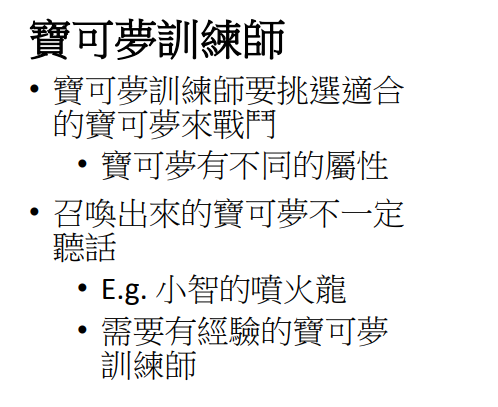 寶可夢訓練師
• 寶可夢訓練師要挑選適合
的寶可夢來戰鬥
• 寶可夢有不同的屬性
• 召喚出來的寶可夢不一定
聽話
• E.g. 小智的噴火龍
• 需要有經驗的寶可夢
訓練師